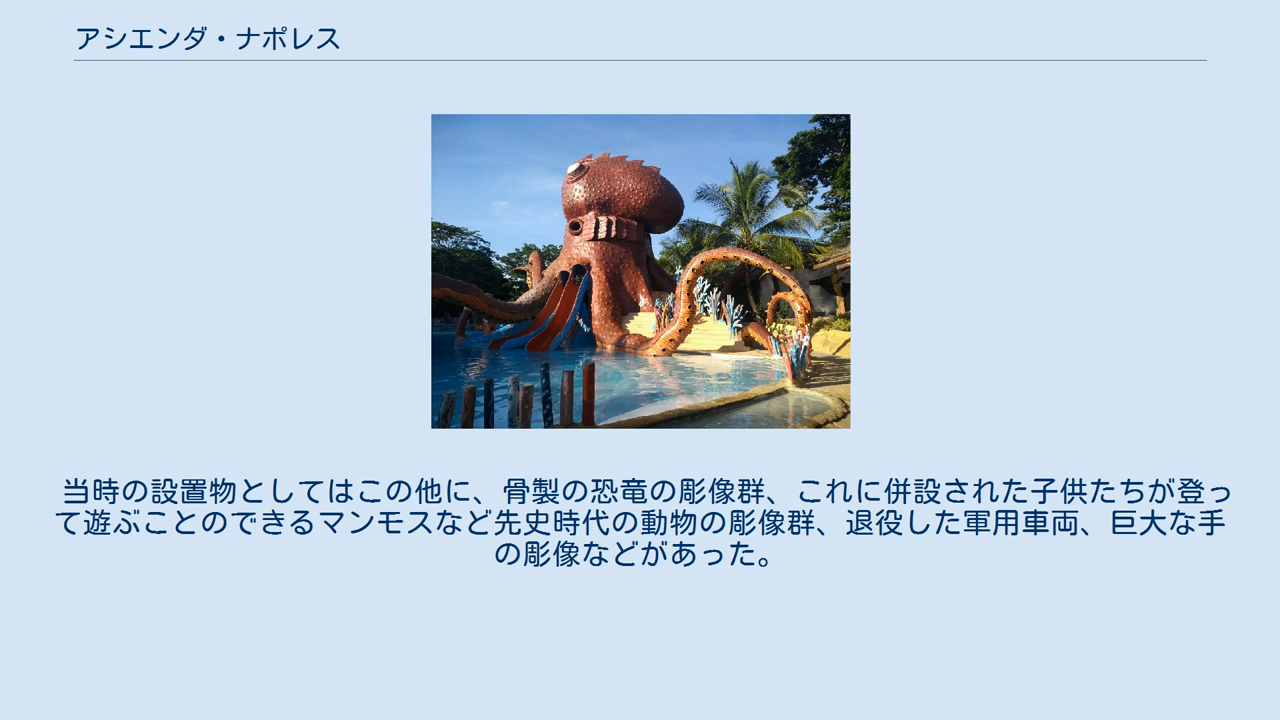 アシエンダ・ナポレス
当時の設置物としてはこの他に、骨製の恐竜の彫像群、これに併設された子供たちが登っ
て遊ぶことのできるマンモスなど先史時代の動物の彫像群、退役した軍用車両、巨大な手
の彫像などがあった。